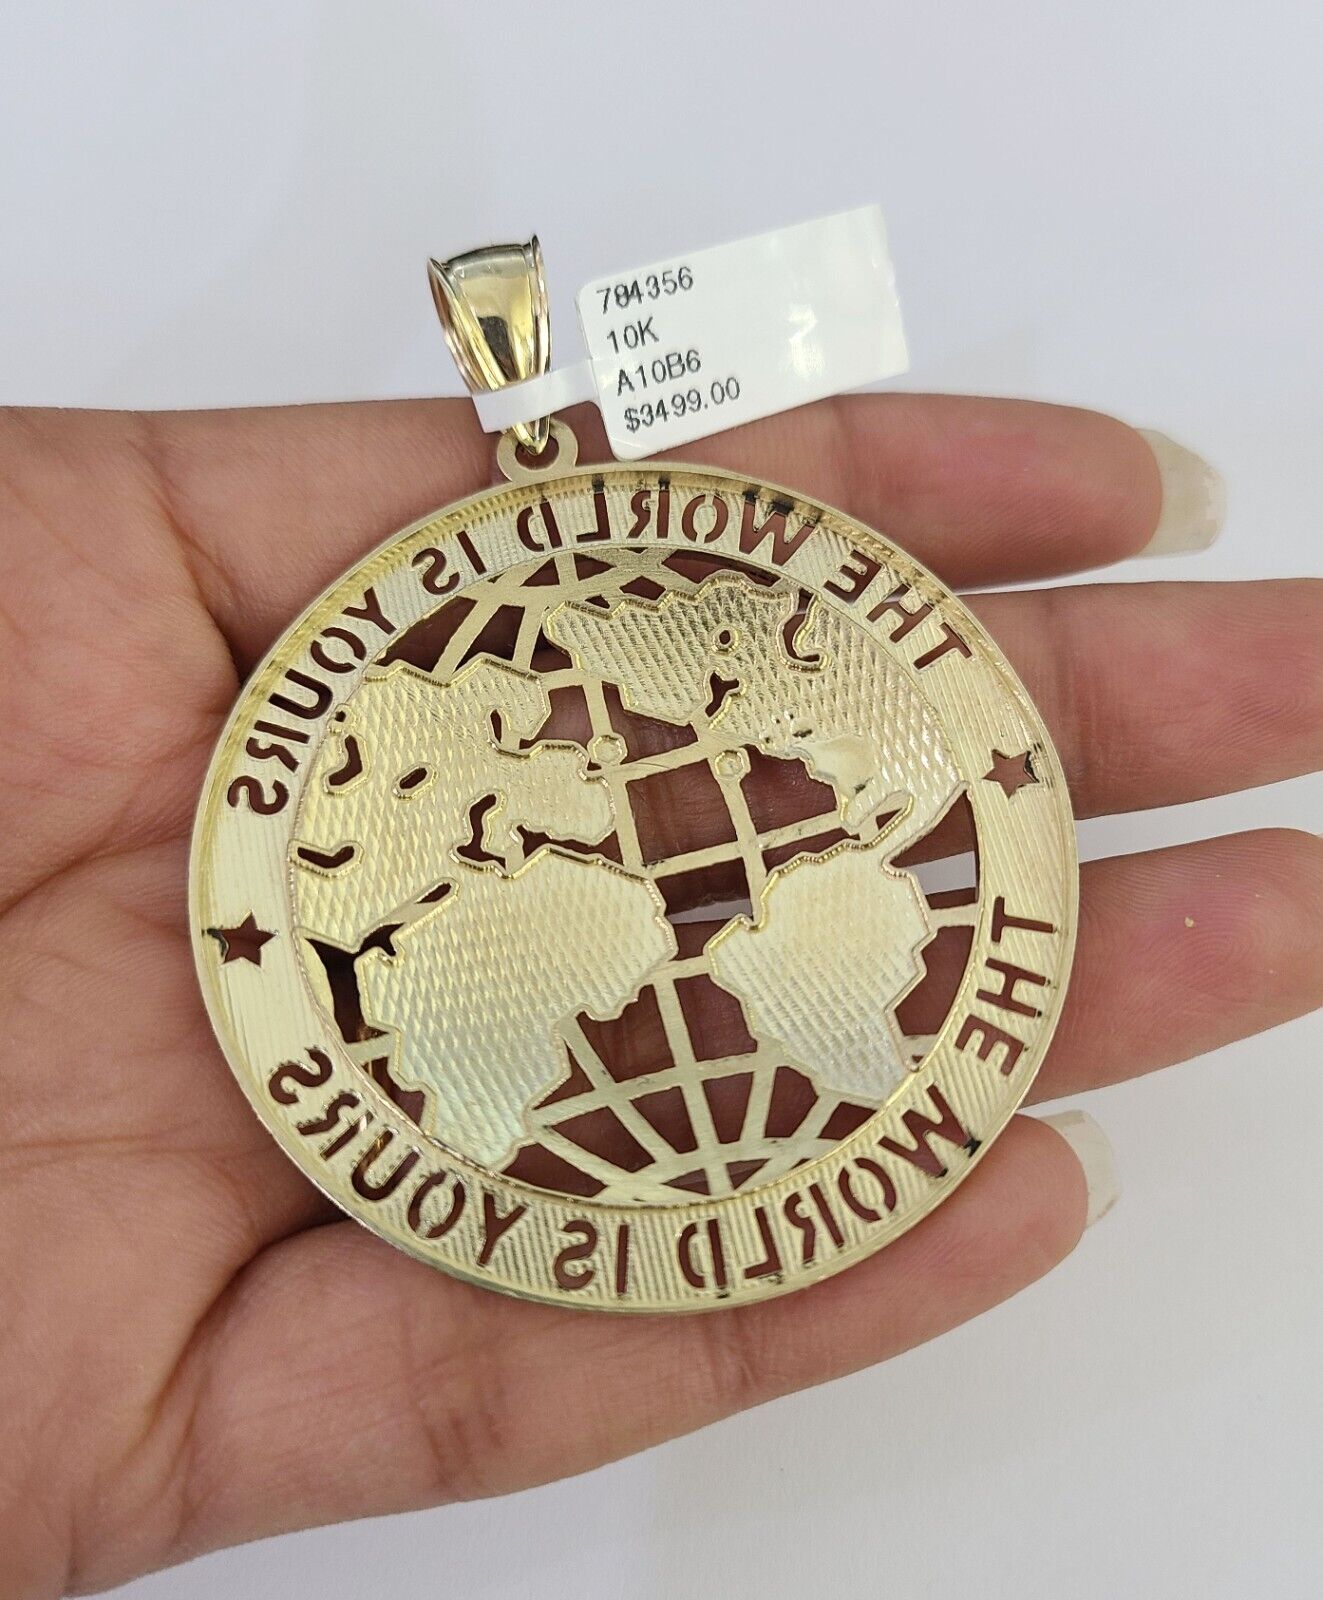 784356
10K
A10B6
$3499.00
THE WORLD IS YOURS
THE WORLD IS YOURS